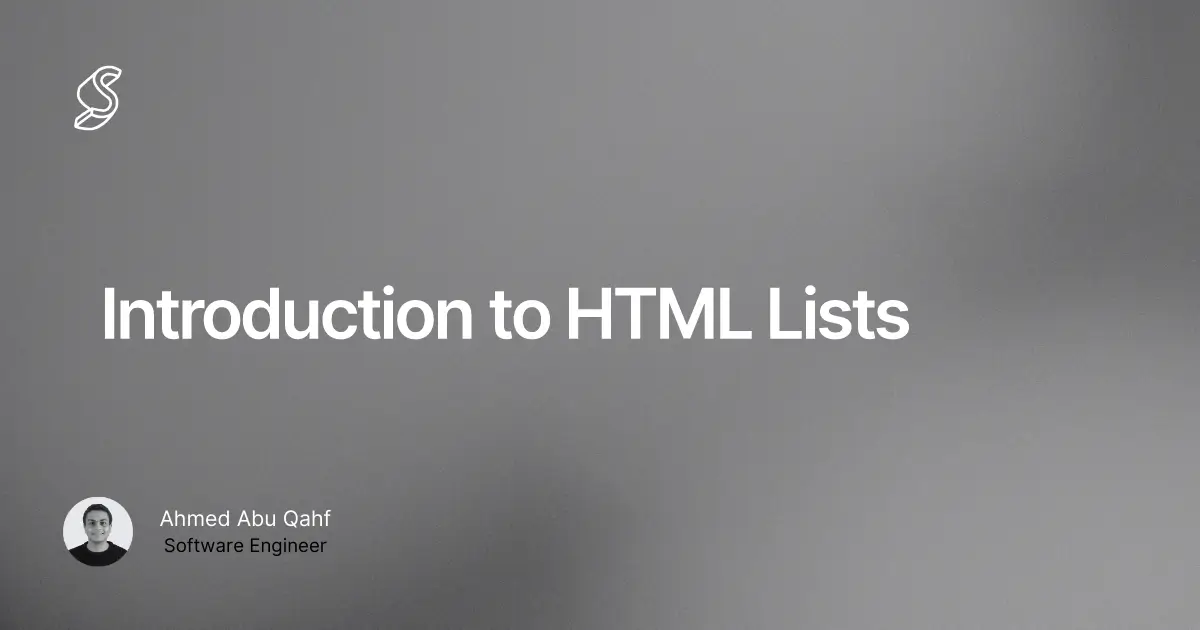 Introduction to HTML Lists
Ahmed Abu Qahf
Software Engineer